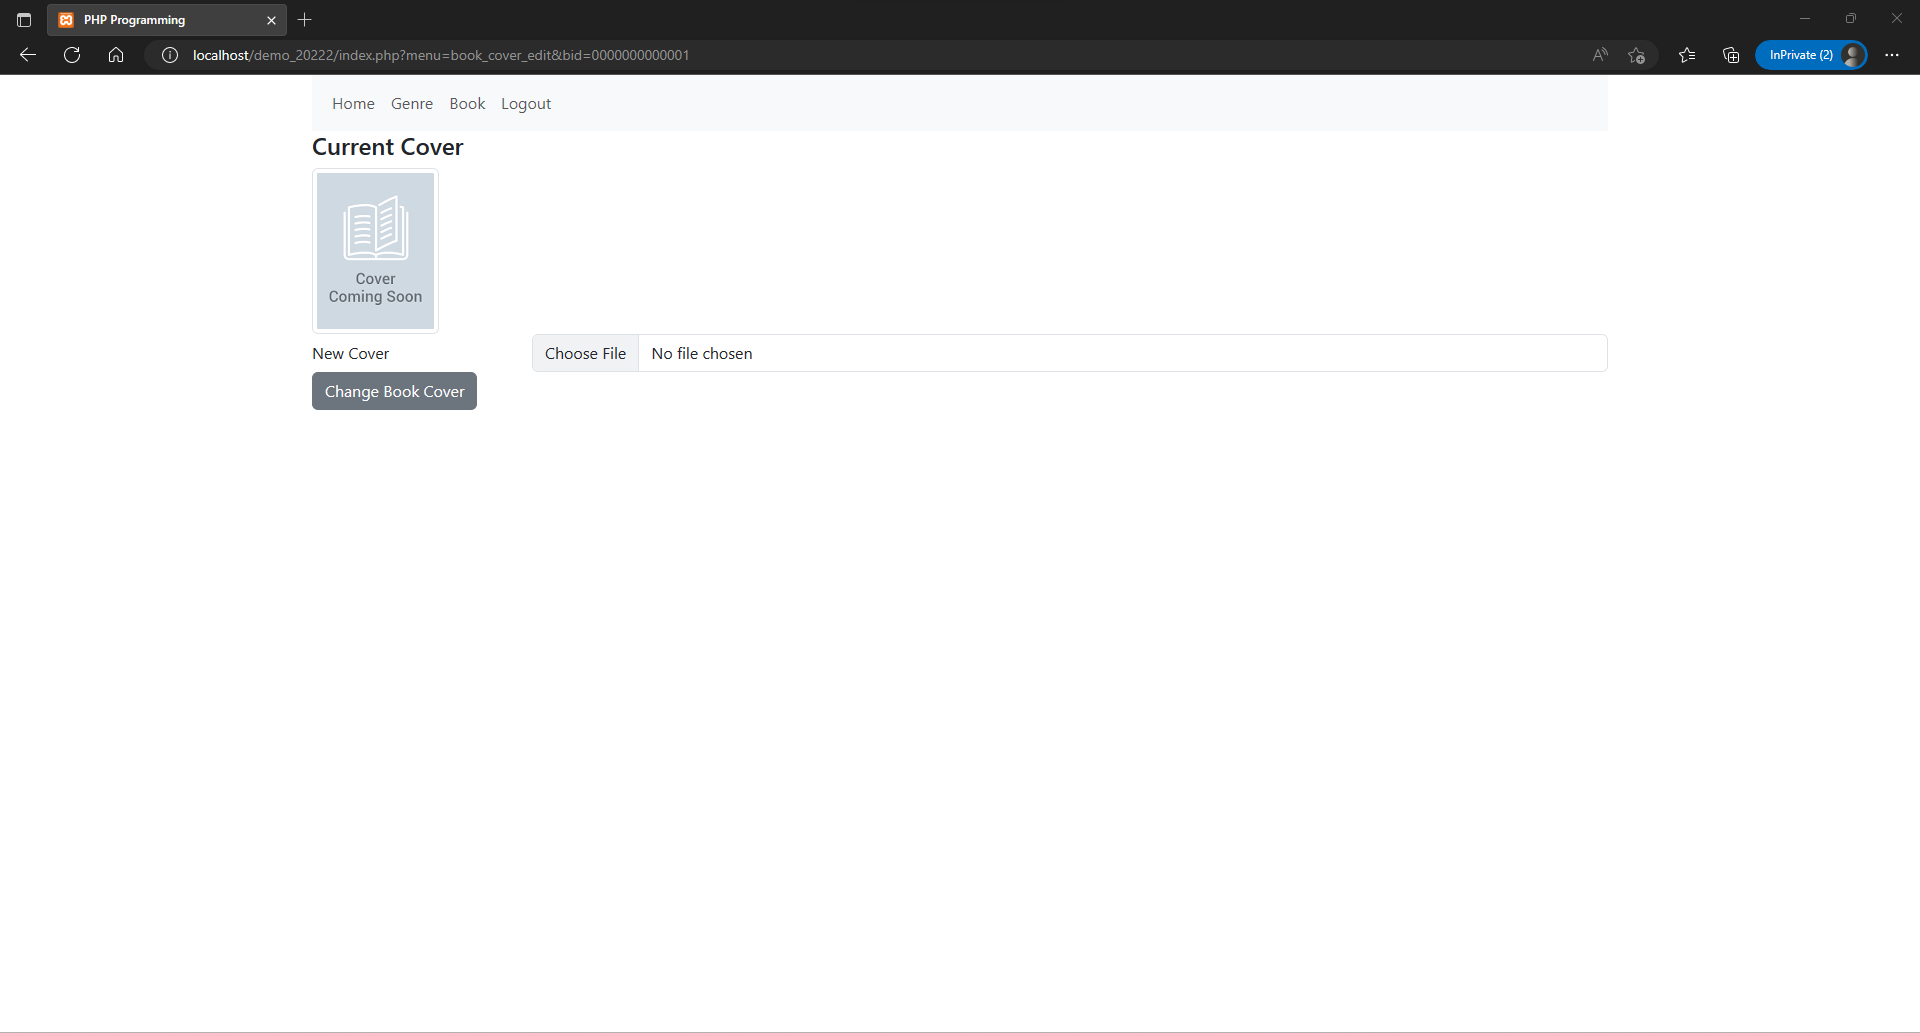 PHP Programming
localhost/demo_20222/index.php?menu=book_cover_edit&bid=0000000000001
InPrivate (2)
Home Genre Book Logout
Current Cover
Cover
Coming Soon
New Cover Choose File No file chosen
Change Book Cover